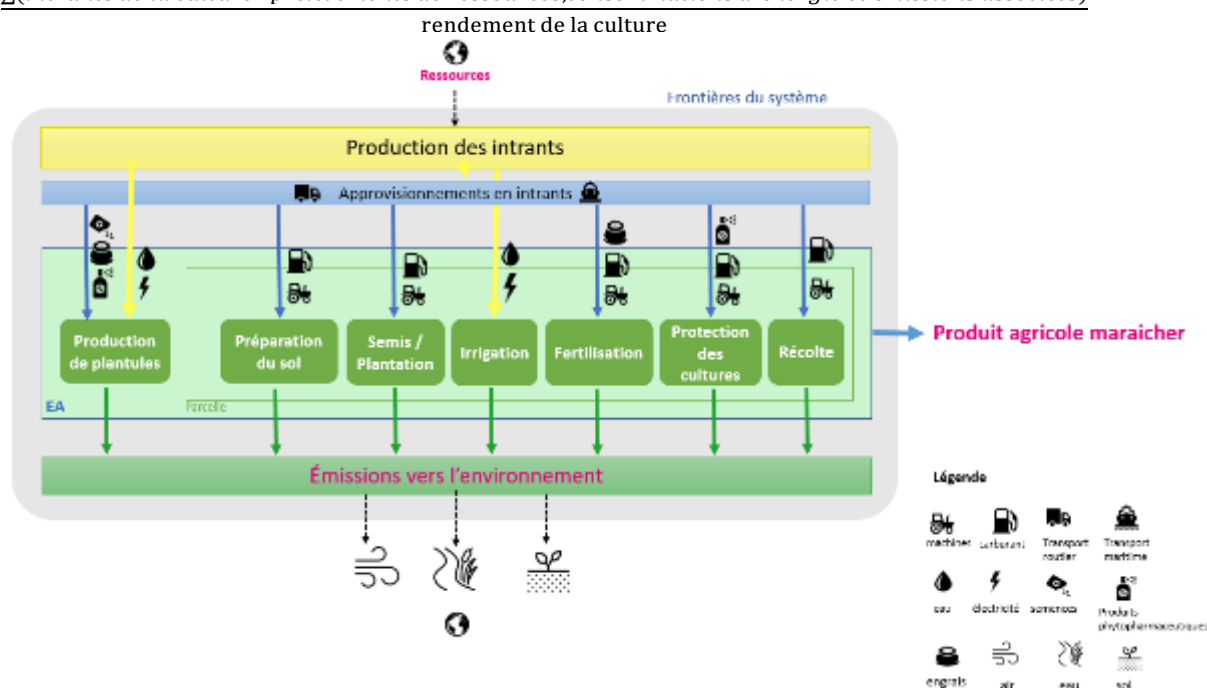 rendement de la culture
Ressources
Frontières du système
Production des intrants
Approvisionnements en intrants
Production
de plantules
Préparation
du sol
Semis /
Plantation
Irrigation
Fertilisation
Protection
des
cultures
Récolte
Produit agricole maraicher
EA
Parcelle
Émissions vers l'environnement
Légende
machines
carburant
Transport
routier
Transport
maritime
eau
électricité
semences
Produits
phytopharmaceutiques
engrais
air
eau
sol